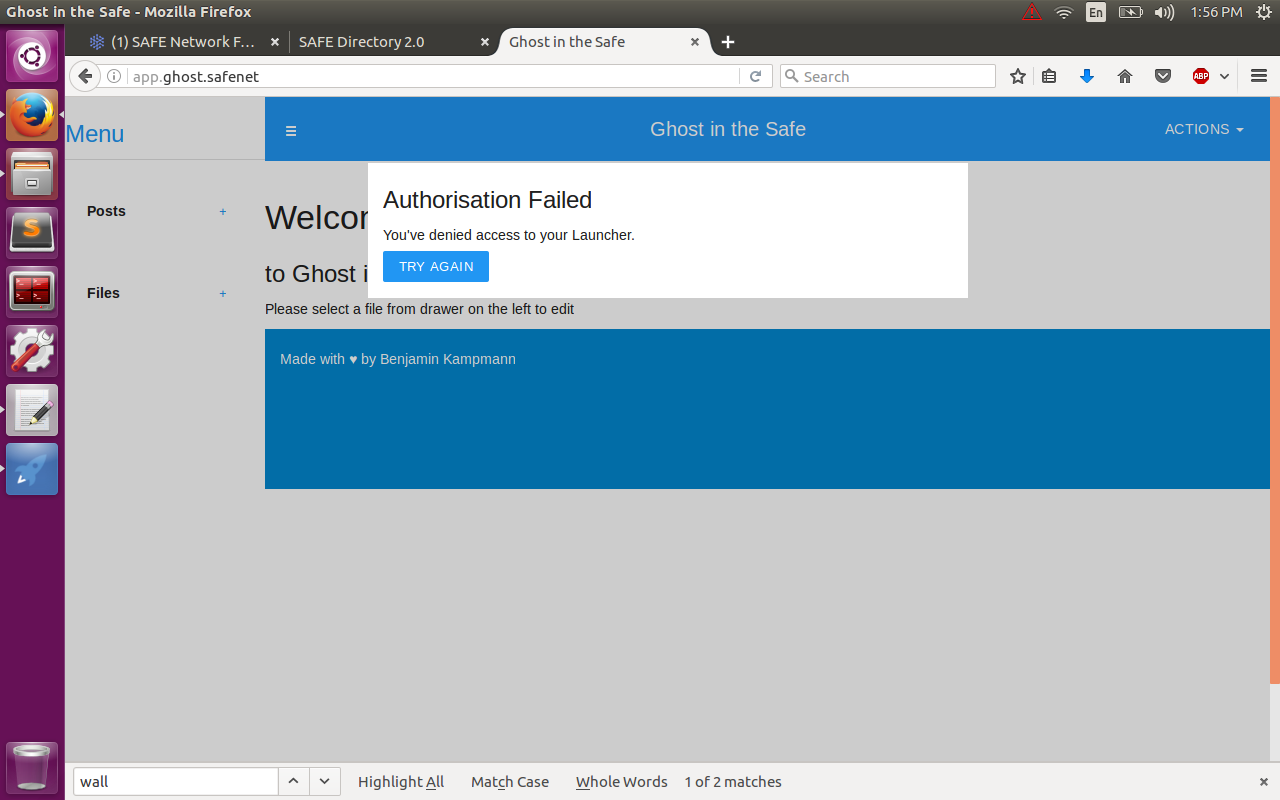 Ghost in the Safe - Mozilla Firefox
En
1:56 PM
(1) SAFE Network F...
SAFE Directory 2.0
Ghost in the Safe
app.ghost.safenet
Search
ABP
Menu
Ghost in the Safe
ACTIONS
Authorisation Failed
You've denied access to your Launcher.
TRY AGAIN
Posts +
Files +
Welcom
to Ghost i
Please select a file from drawer on the left to edit
Made with ♥ by Benjamin Kampmann
wall
Highlight All
Match Case
Whole Words
1 of 2 matches